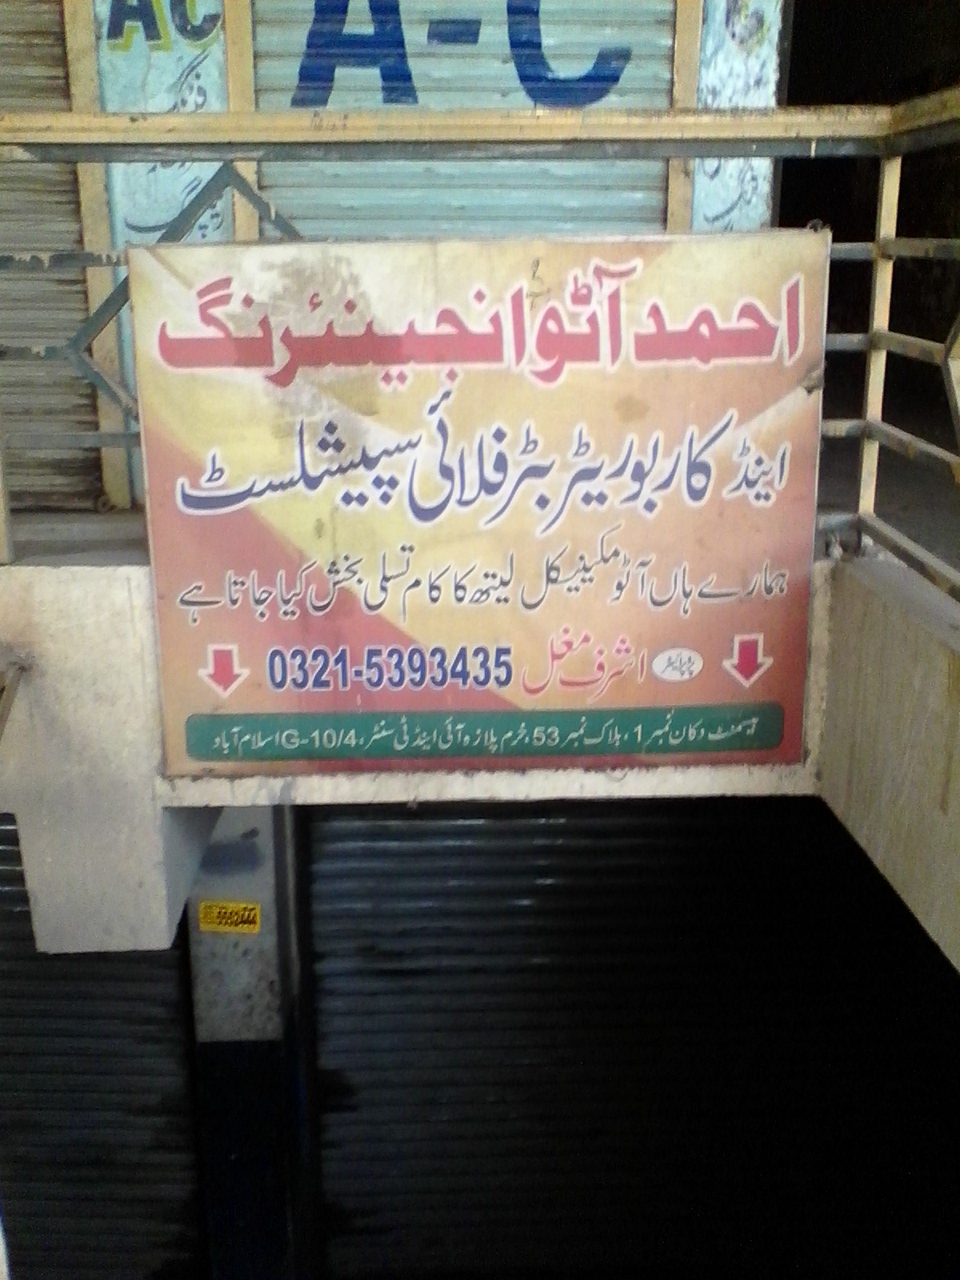 AC
A-C
احمد آٹو انجینئرنگ
اینڈ کاربوریٹر بٹر فلائی سپیشلسٹ
ہمارے ہاں آٹو مکینیکل لیتھ کا کام تسلی بخش کیا جاتا ہے
پروپرائیٹر اشرف مغل 0321-5393435
بیسمنٹ دکان نمبر 1، بلاک نمبر 53، خرم پلازہ آئی اینڈ ٹی سنٹر، G-10/4 اسلام آباد